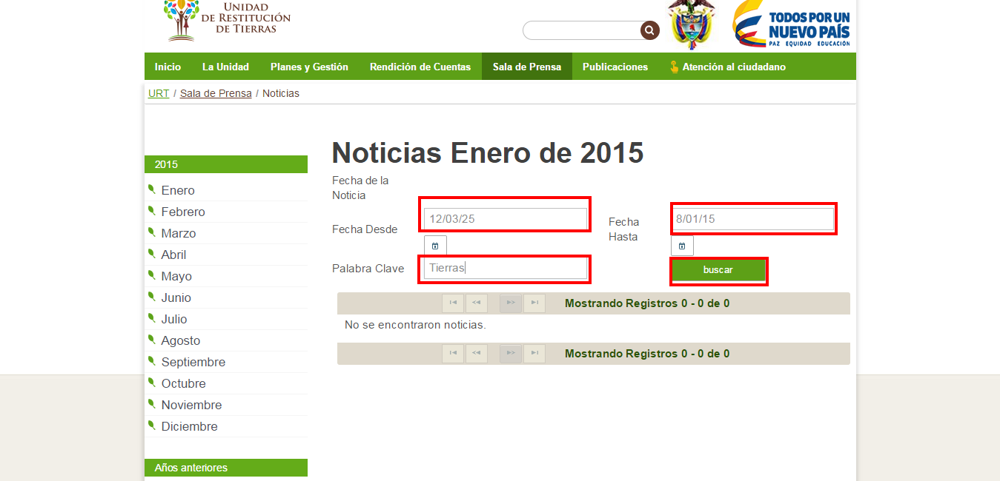 UNIDAD
DE RESTITUCIÓN
DE TIERRAS
TODOS POR UN
NUEVO PAÍS
PAZ EQUIDAD EDUCACIÓN
Inicio La Unidad Planes y Gestión Rendición de Cuentas Sala de Prensa Publicaciones Atención al ciudadano
URT / Sala de Prensa / Noticias
2015
Enero
Febrero
Marzo
Abril
Mayo
Junio
Julio
Agosto
Septiembre
Octubre
Noviembre
Diciembre
Años anteriores
Noticias Enero de 2015
Fecha de la
Noticia
Fecha Desde 12/03/25
Fecha
Hasta
8/01/15
Palabra Clave Tierras
buscar
Mostrando Registros 0 - 0 de 0
No se encontraron noticias.
Mostrando Registros 0 - 0 de 0